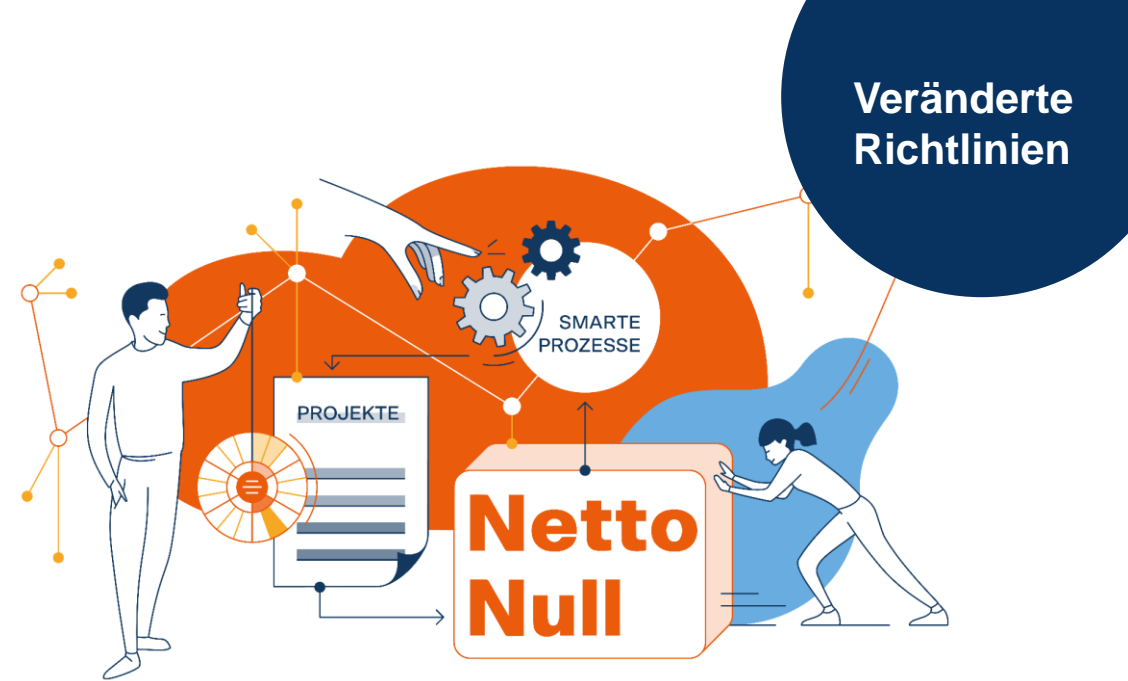 Veränderte
Richtlinien
SMARTE
PROZESSE
PROJEKTE
Netto
Null